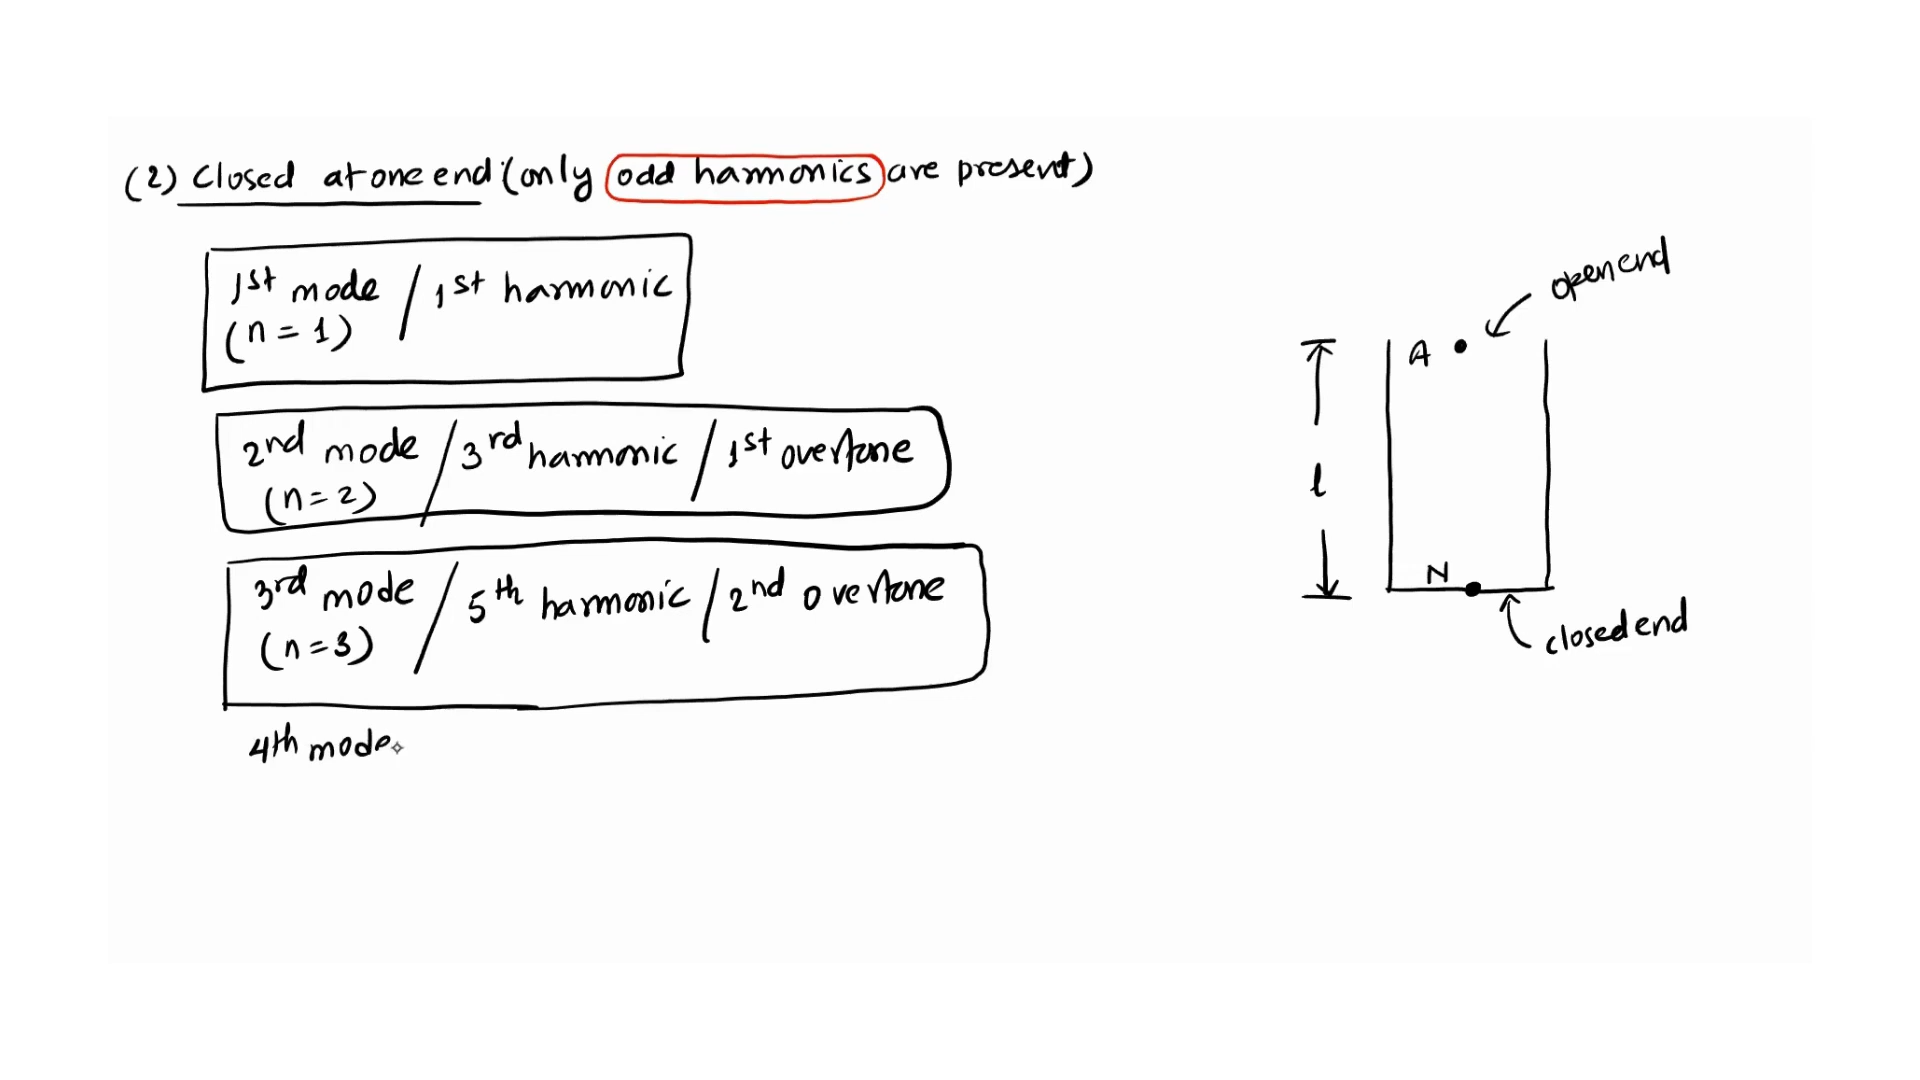 (2) Closed at one end (only odd harmonics are present)
1st mode / 1st harmonic
(n = 1)
2nd mode / 3rd harmonic / 1st overtone
(n = 2)
3rd mode / 5th harmonic / 2nd overtone
(n = 3)
4th mode
open end
A
l
N
closed end